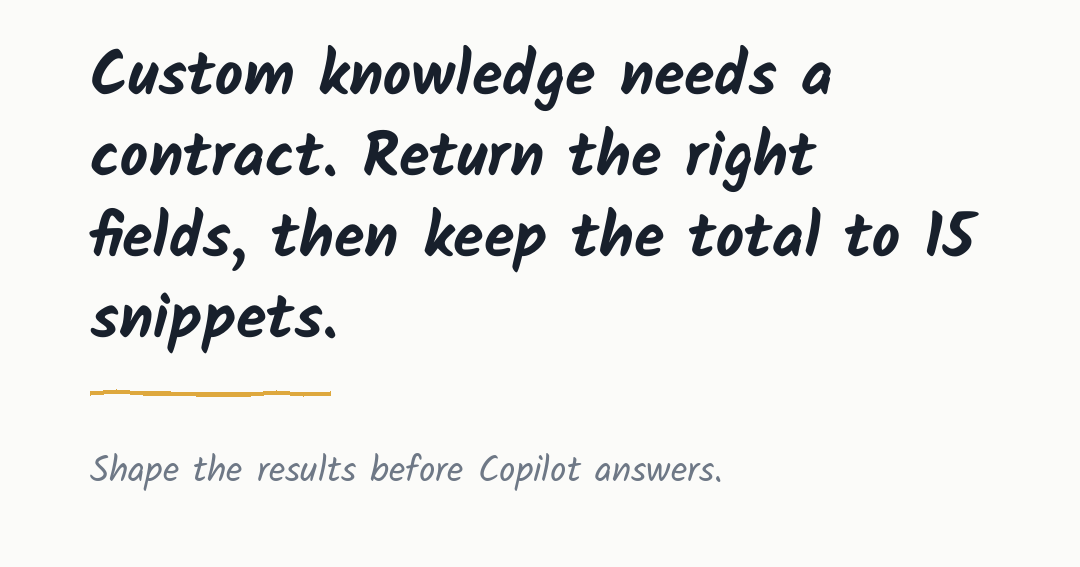 Custom knowledge needs a
contract. Return the right
fields, then keep the total to 15
snippets.
Shape the results before Copilot answers.